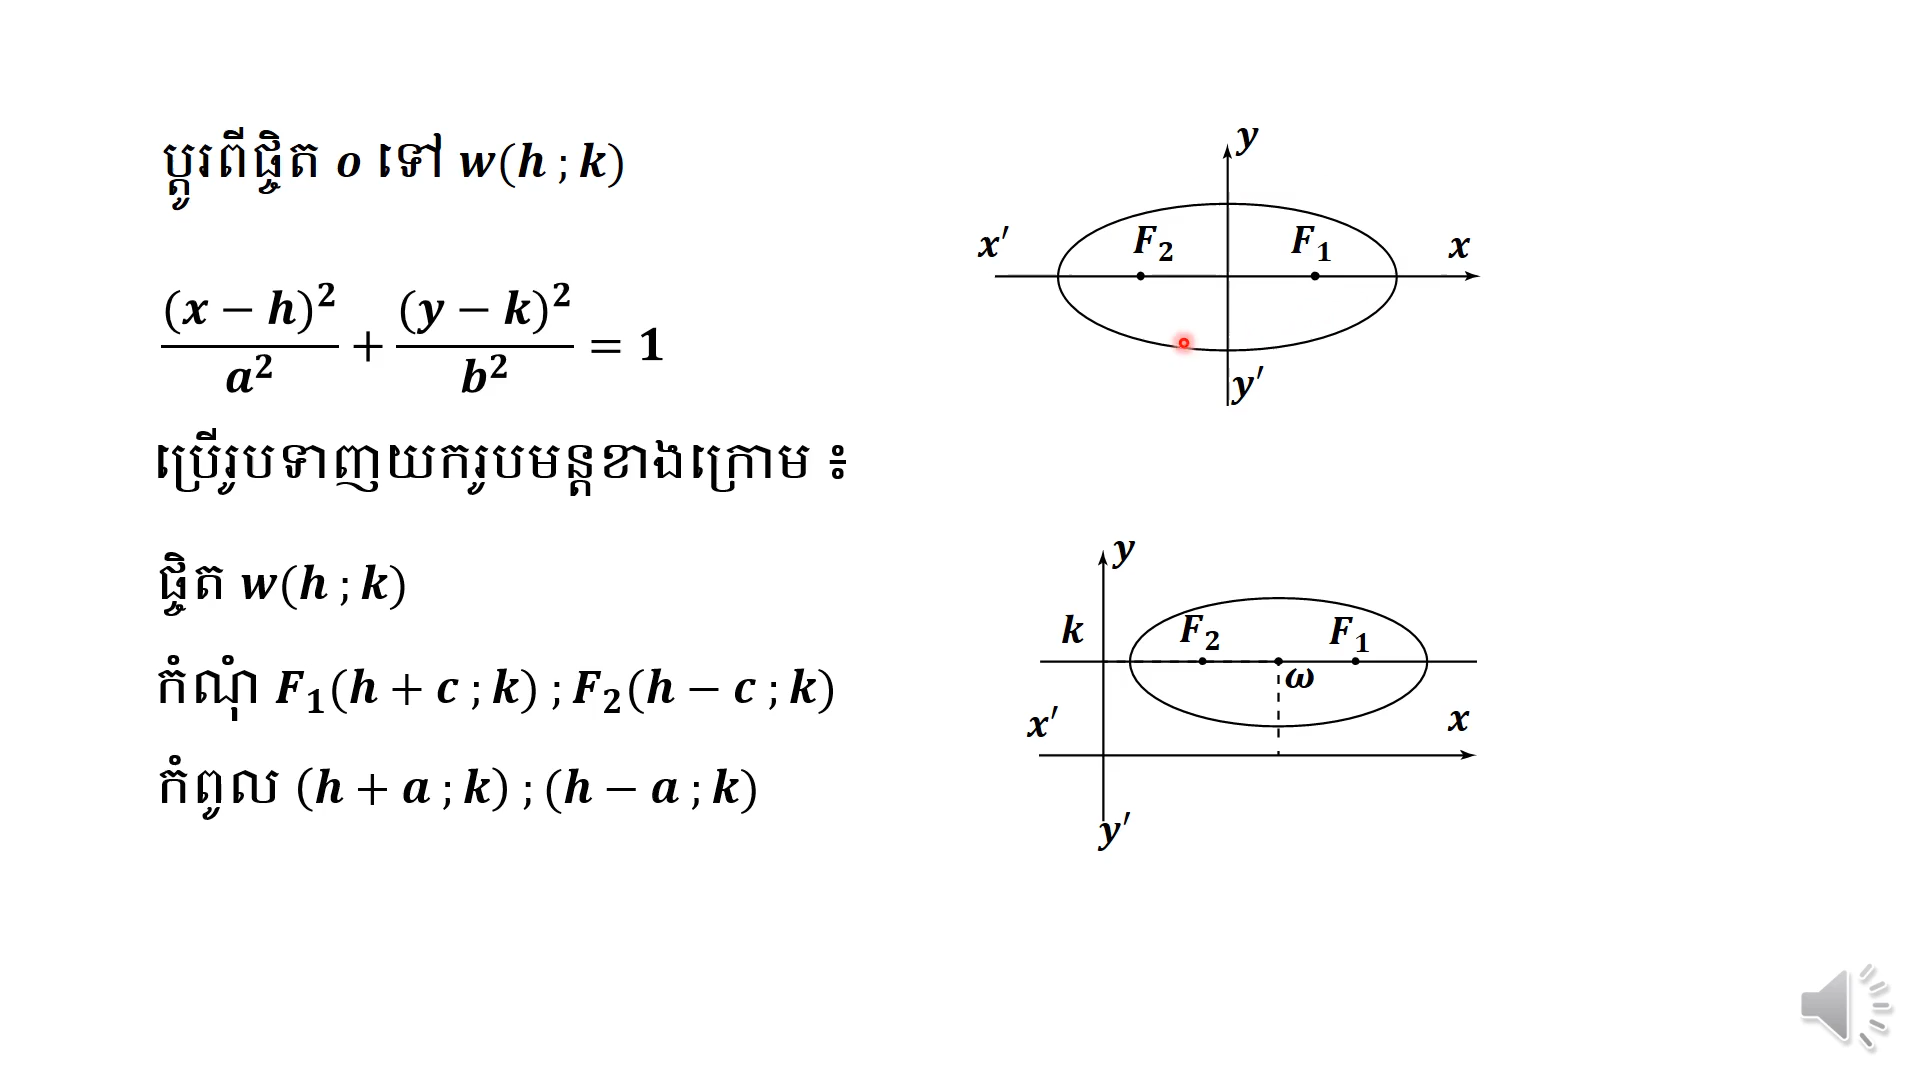 ប្តូរពីផ្ចិត o ទៅ w(h ; k)
(x − h)²/a² + (y − k)²/b² = 1
ប្រើរូបទាញយករូបមន្តខាងក្រោម ៖
ផ្ចិត w(h ; k)
កំណុំ F₁(h + c ; k) ; F₂(h − c ; k)
កំពូល (h + a ; k) ; (h − a ; k)
y
x′ F₂ F₁ x
y′
y
k F₂ F₁
ω
x′ x
y′